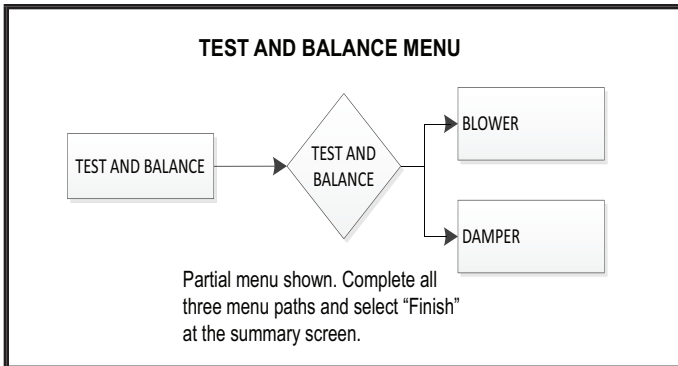 TEST AND BALANCE MENU
TEST AND BALANCE
TEST AND
BALANCE
BLOWER
DAMPER
Partial menu shown. Complete all
three menu paths and select “Finish”
at the summary screen.